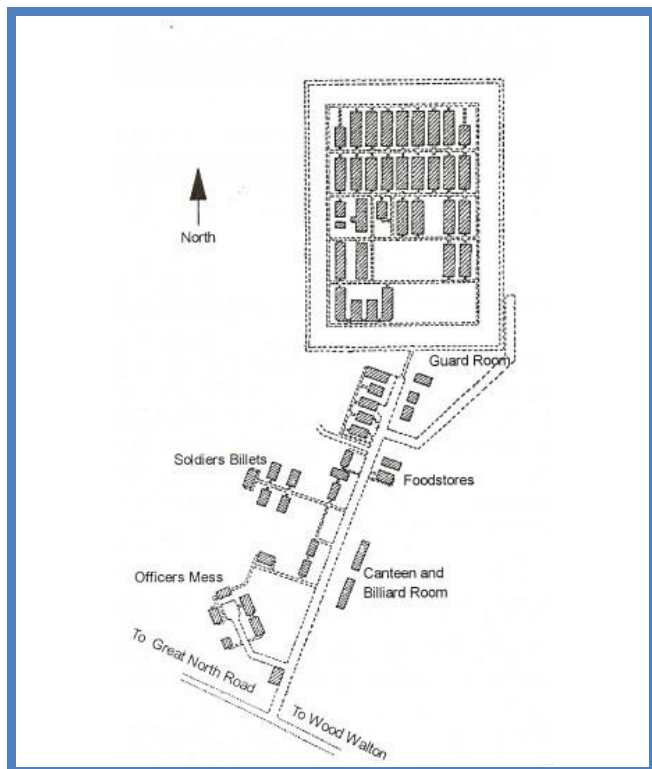 North
Guard Room
Soldiers Billets
Foodstores
Canteen and
Billiard Room
Officers Mess
To Great North Road
To Wood Walton